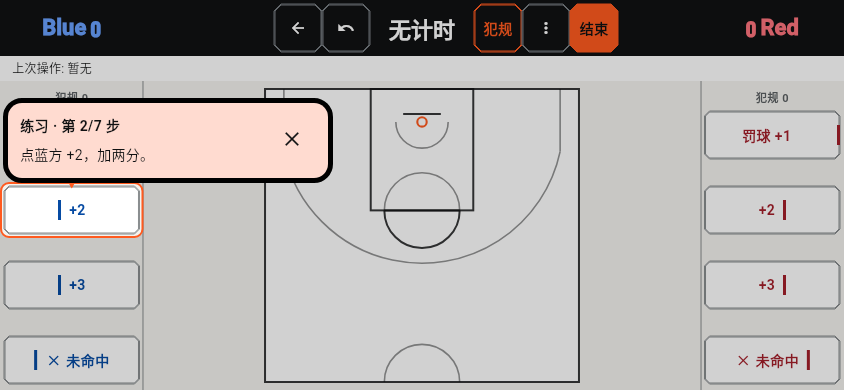 Blue 0
无计时
犯规
结束
0 Red
上次操作: 暂无
犯规 0
犯规 0
练习 · 第 2/7 步
点蓝方 +2，加两分。
罚球 +1
+2
+2
+3
+3
× 未命中
× 未命中